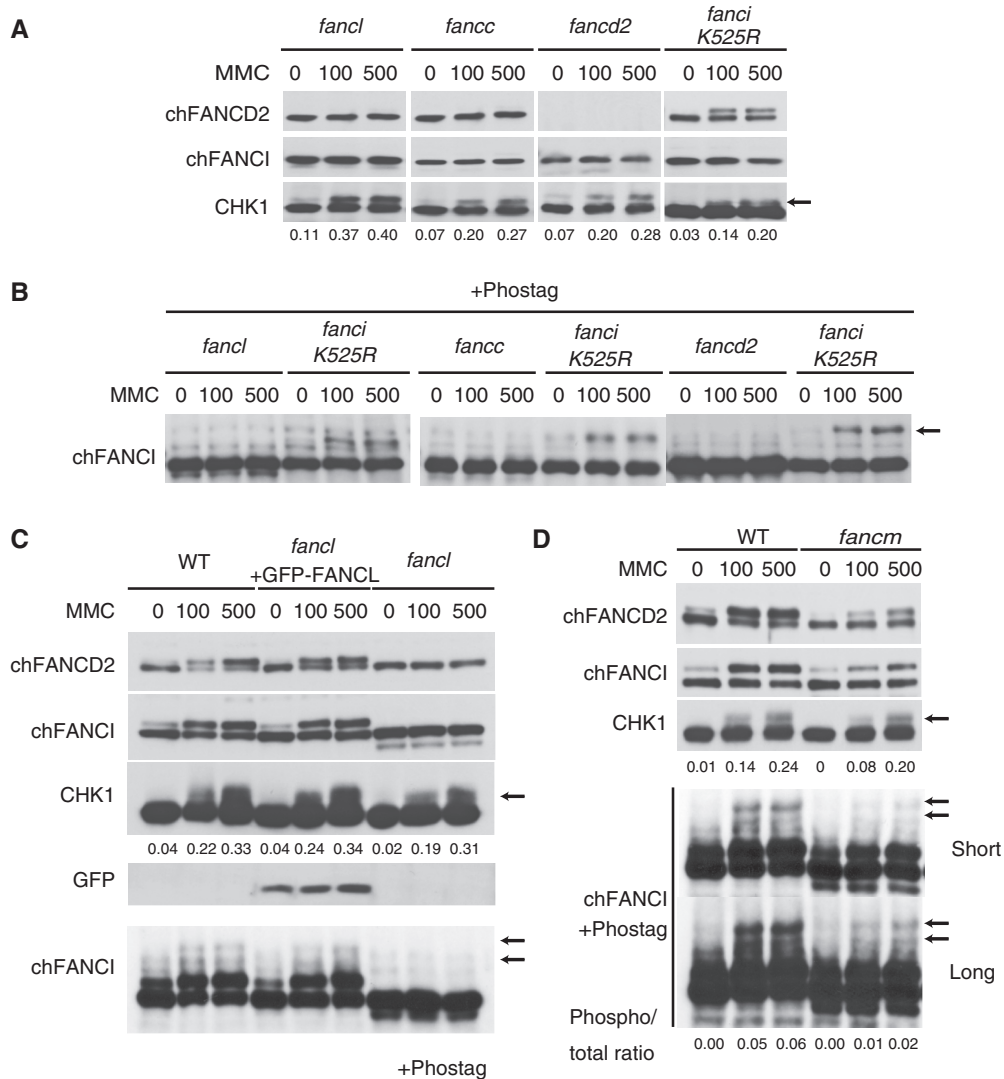 A
fancl fancc fancd2 fanci K525R
MMC 0 100 500 0 100 500 0 100 500 0 100 500
chFANCD2
chFANCI
CHK1
0.11 0.37 0.40 0.07 0.20 0.27 0.07 0.20 0.28 0.03 0.14 0.20
B
+Phostag
fancl fanci K525R fancc fanci K525R fancd2 fanci K525R
MMC 0 100 500 0 100 500 0 100 500 0 100 500 0 100 500 0 100 500
chFANCI
C
WT fancl +GFP-FANCL fancl
MMC 0 100 500 0 100 500 0 100 500
chFANCD2
chFANCI
CHK1
0.04 0.22 0.33 0.04 0.24 0.34 0.02 0.19 0.31
GFP
chFANCI
+Phostag
D
WT fancm
MMC 0 100 500 0 100 500
chFANCD2
chFANCI
CHK1
0.01 0.14 0.24 0 0.08 0.20
Short
chFANCI
+Phostag
Long
Phospho/
total ratio 0.00 0.05 0.06 0.00 0.01 0.02